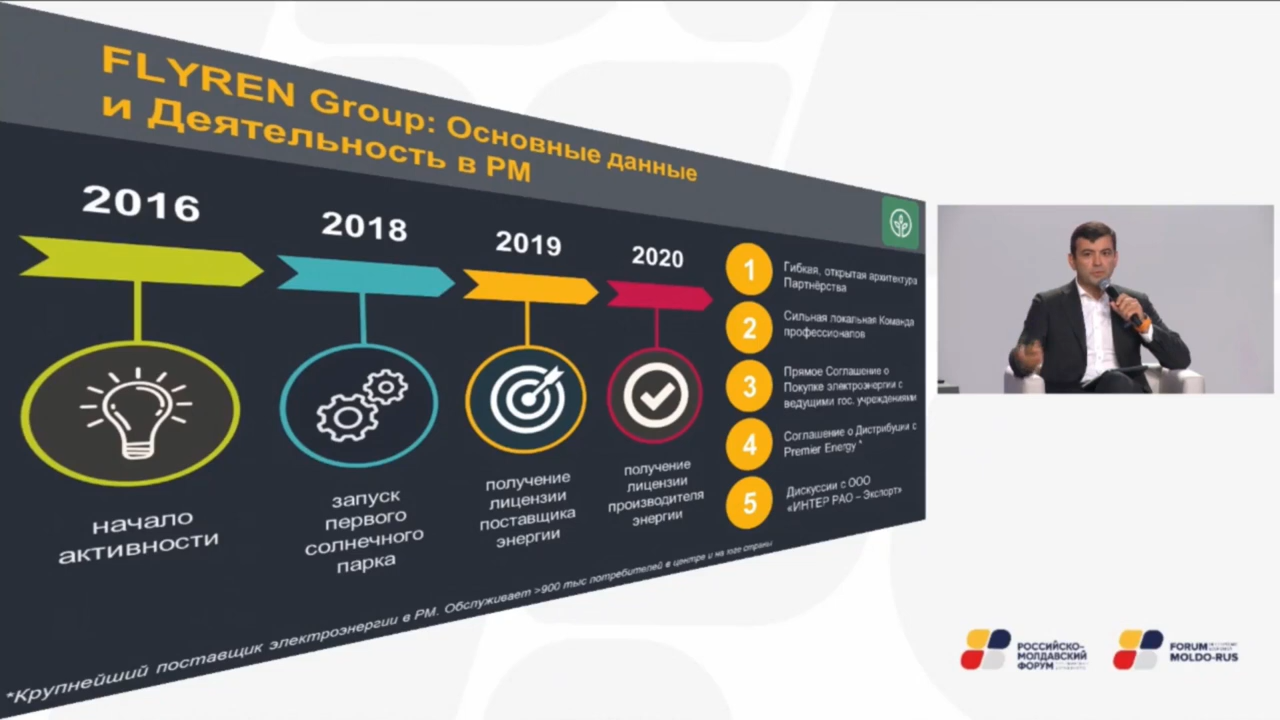 FLYREN Group: Основные данные
и Деятельность в РМ
2016
2018
2019
2020
начало
активности
запуск
первого
солнечного
парка
получение
лицензии
поставщика
энергии
получение
лицензии
производителя
энергии
1
Гибкая, открытая архитектура
Партнёрства
2
Сильная локальная Команда
профессионалов
3
Прямое Соглашение о
Покупке электроэнергии с
ведущими гос. учреждениями
4
Соглашение о Дистрибуции с
Premier Energy *
5
Дискуссии с ООО
«ИНТЕР РАО – Экспорт»
*Крупнейший поставщик электроэнергии в РМ. Обслуживает >900 тыс потребителей в центре и на юге страны
РОССИЙСКО-
МОЛДАВСКИЙ
ФОРУМ
FORUM
MOLDO-RUS